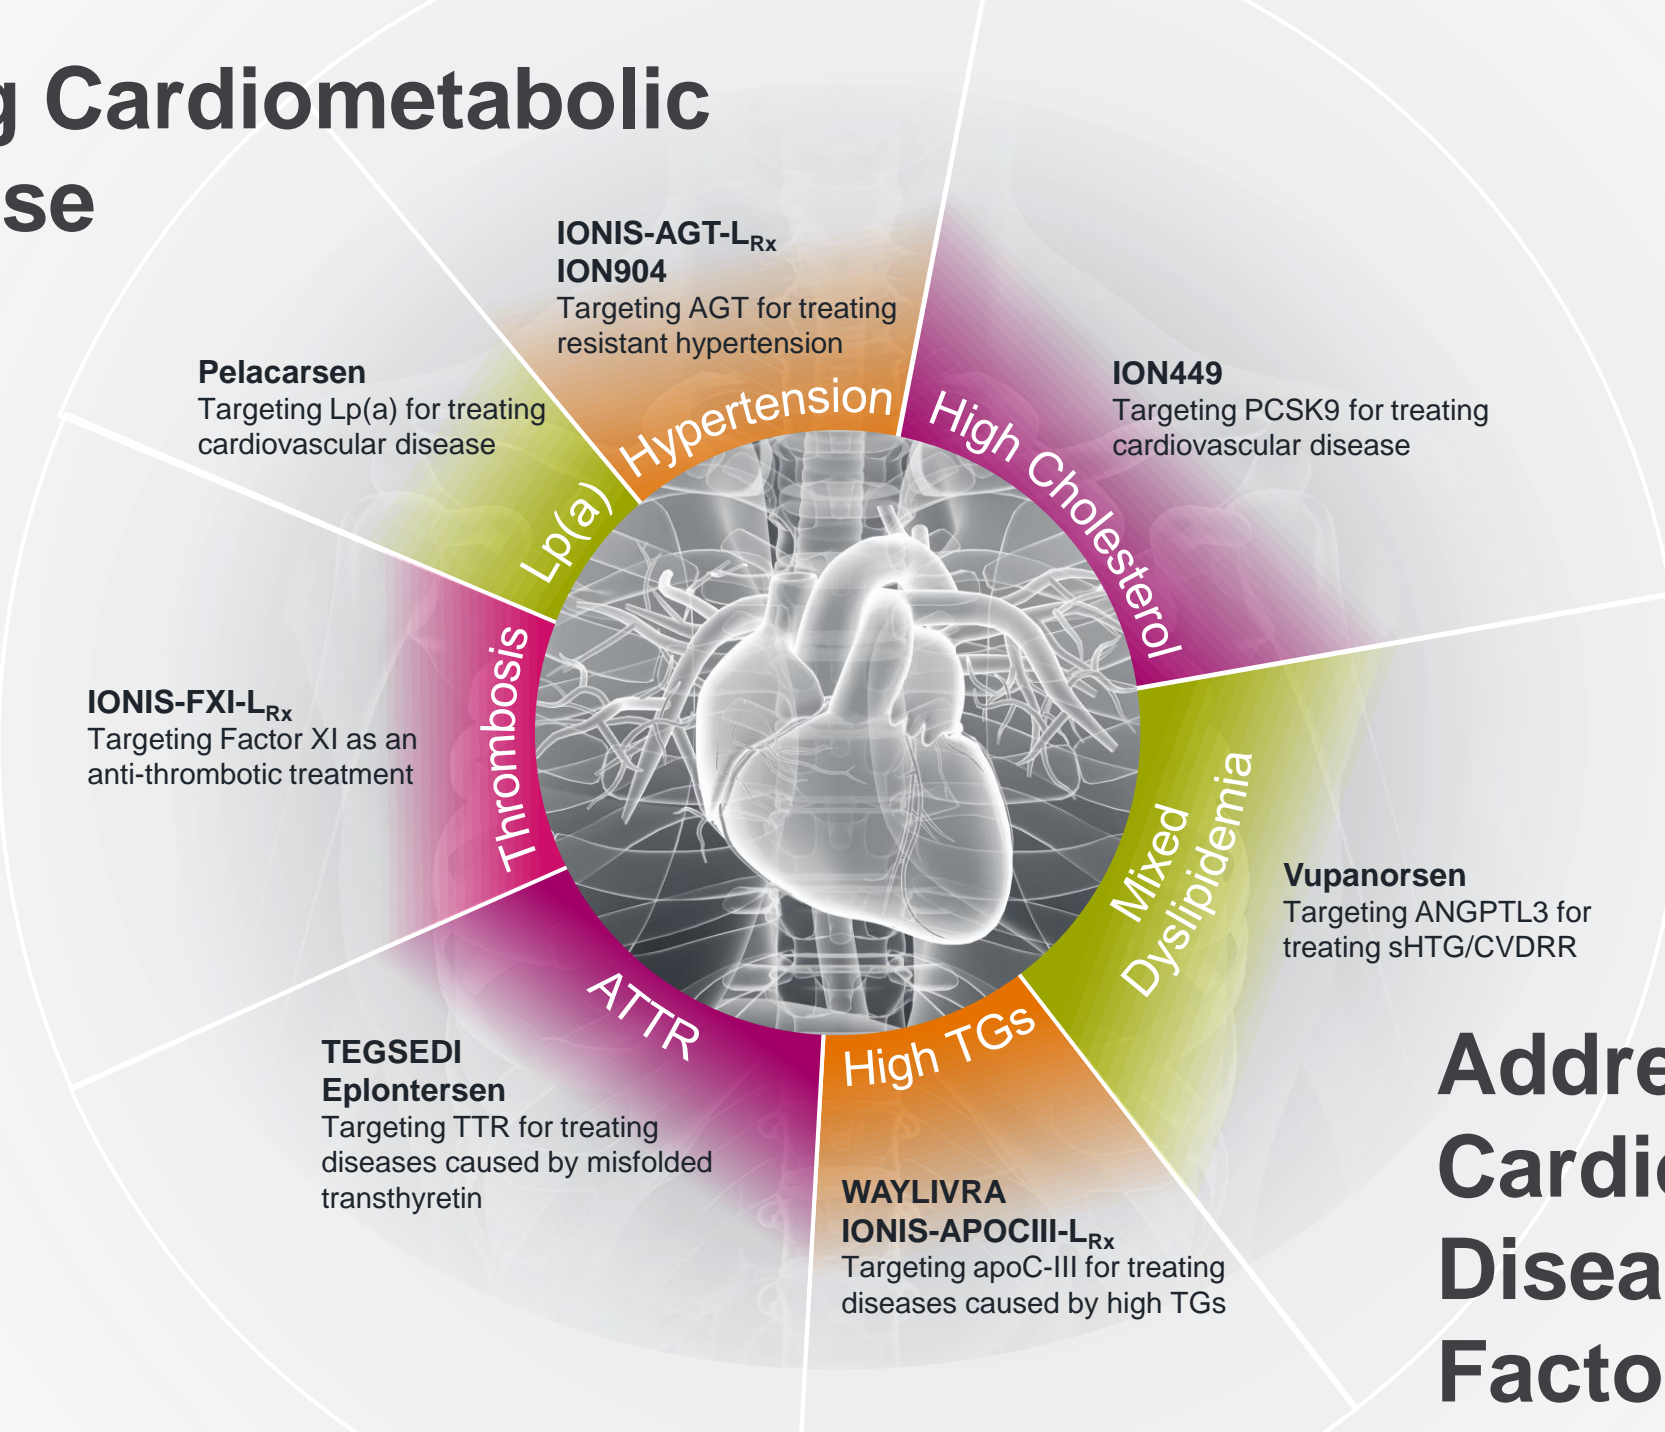 g Cardiometabolic
se
IONIS-AGT-LRx
ION904
Targeting AGT for treating
resistant hypertension
Hypertension
ION449
Targeting PCSK9 for treating
cardiovascular disease
High Cholesterol
Vupanorsen
Targeting ANGPTL3 for
treating sHTG/CVDRR
Mixed
Dyslipidemia
WAYLIVRA
IONIS-APOCIII-LRx
Targeting apoC-III for treating
diseases caused by high TGs
High TGs
TEGSEDI
Eplontersen
Targeting TTR for treating
diseases caused by misfolded
transthyretin
ATTR
IONIS-FXI-LRx
Targeting Factor XI as an
anti-thrombotic treatment
Thrombosis
Pelacarsen
Targeting Lp(a) for treating
cardiovascular disease
Lp(a)
Addre
Cardi
Disea
Facto